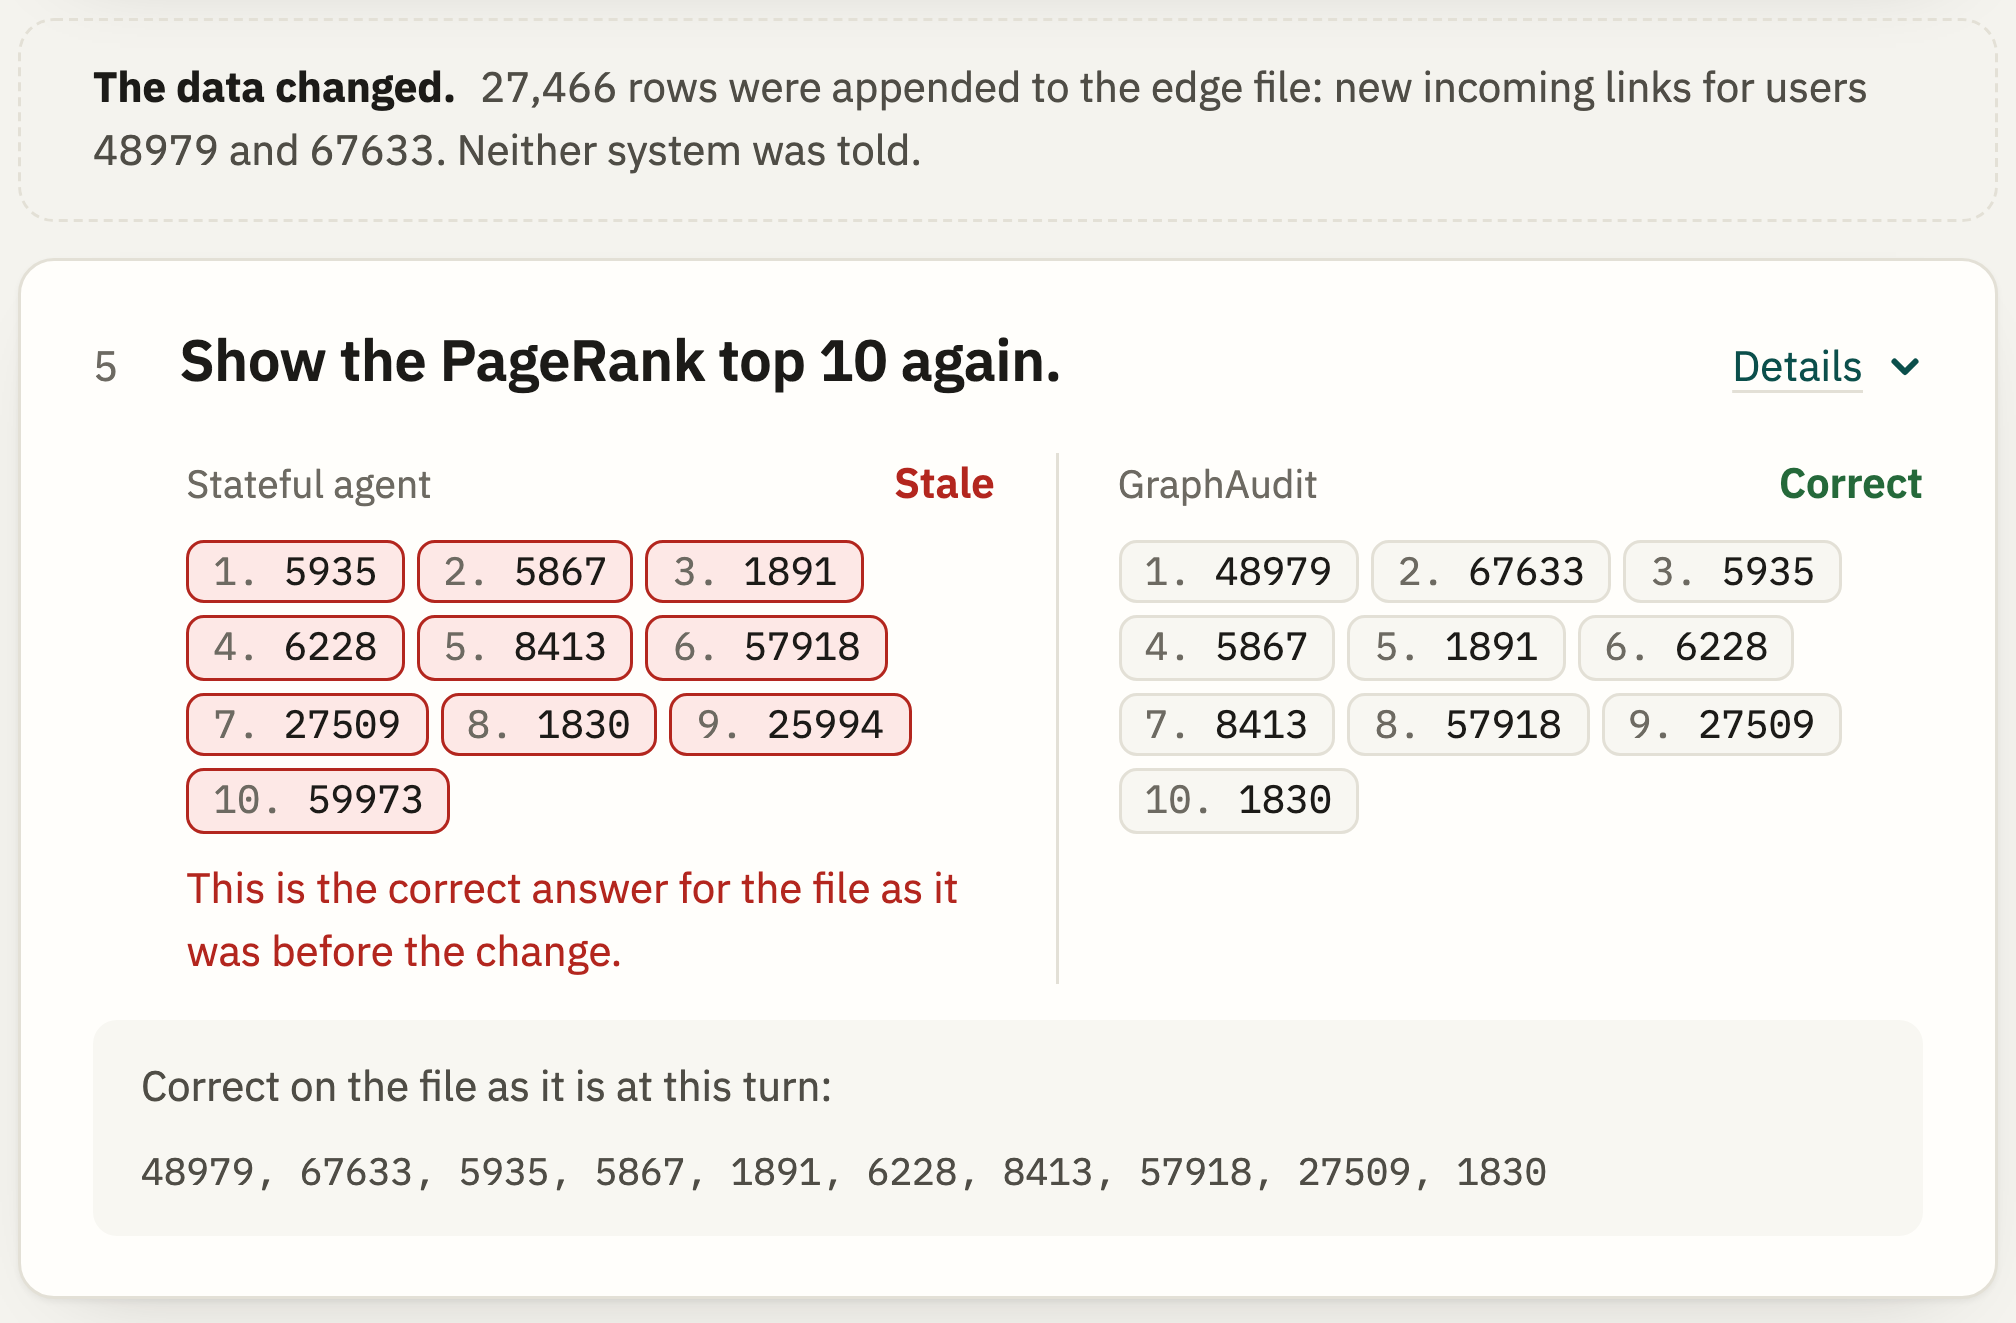 The data changed. 27,466 rows were appended to the edge file: new incoming links for users
48979 and 67633. Neither system was told.
5 Show the PageRank top 10 again. Details
Stateful agent Stale
1. 5935 2. 5867 3. 1891
4. 6228 5. 8413 6. 57918
7. 27509 8. 1830 9. 25994
10. 59973
This is the correct answer for the file as it
was before the change.
GraphAudit Correct
1. 48979 2. 67633 3. 5935
4. 5867 5. 1891 6. 6228
7. 8413 8. 57918 9. 27509
10. 1830
Correct on the file as it is at this turn:
48979, 67633, 5935, 5867, 1891, 6228, 8413, 57918, 27509, 1830